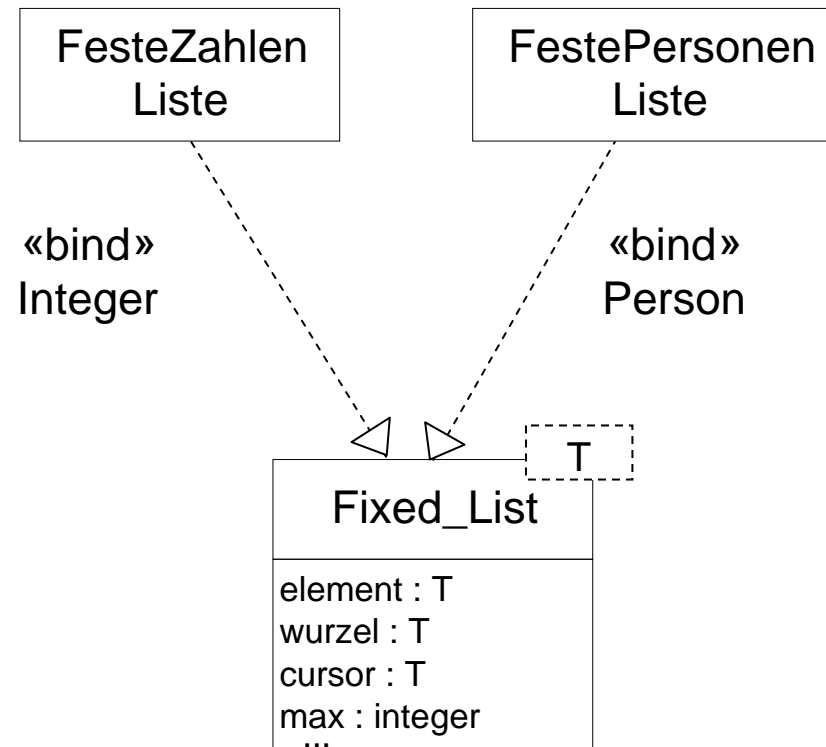 FesteZahlen
Liste
FestePersonen
Liste
«bind»
Integer
«bind»
Person
T
Fixed_List
element : T
wurzel : T
cursor : T
max : integer